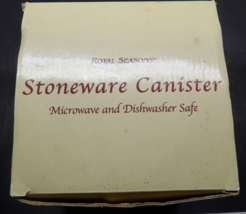 ROYAL SEASONS
Stoneware Canister
Microwave and Dishwasher Safe